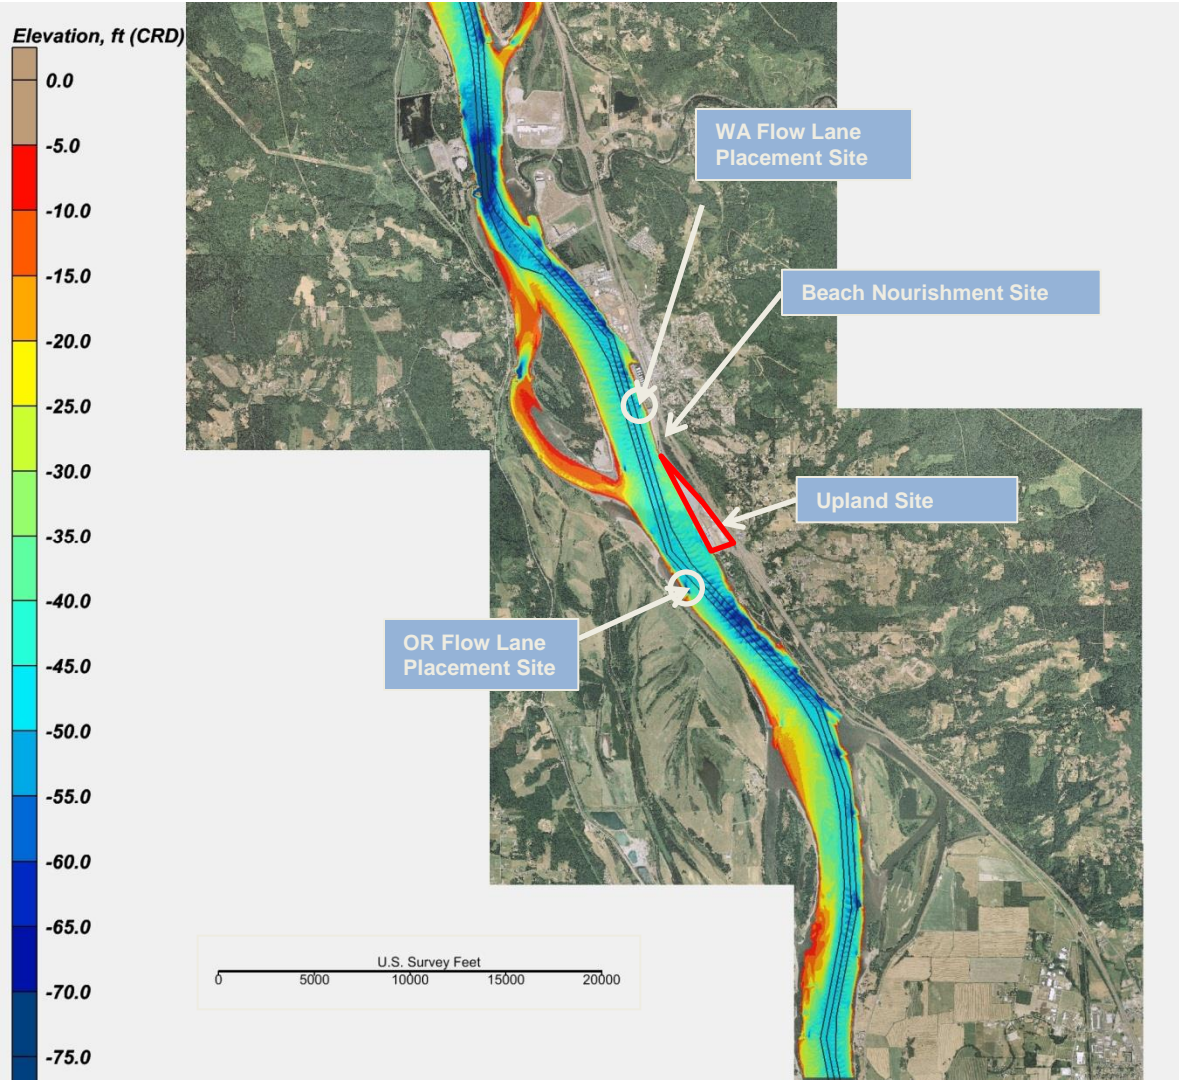 Elevation, ft (CRD)
0.0
-5.0
-10.0
-15.0
-20.0
-25.0
-30.0
-35.0
-40.0
-45.0
-50.0
-55.0
-60.0
-65.0
-70.0
-75.0
WA Flow Lane
Placement Site
Beach Nourishment Site
Upland Site
OR Flow Lane
Placement Site
U.S. Survey Feet
0 5000 10000 15000 20000